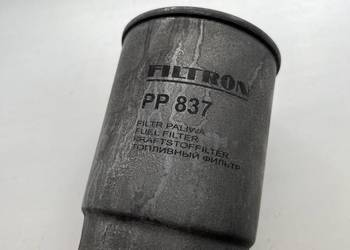 FILTRON
PP 837
FILTR PALIWA
FUEL FILTER
KRAFTSTOFFILTER
ТОПЛИВНЫЙ ФИЛЬТР